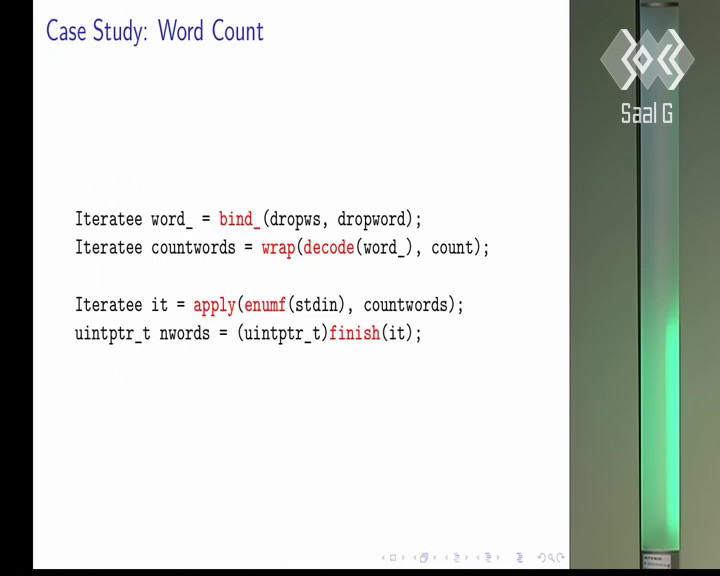 Case Study: Word Count
Saal G
Iteratee word_ = bind_(dropws, dropword);
Iteratee countwords = wrap(decode(word_), count);
Iteratee it = apply(enumf(stdin), countwords);
uintptr_t nwords = (uintptr_t)finish(it);